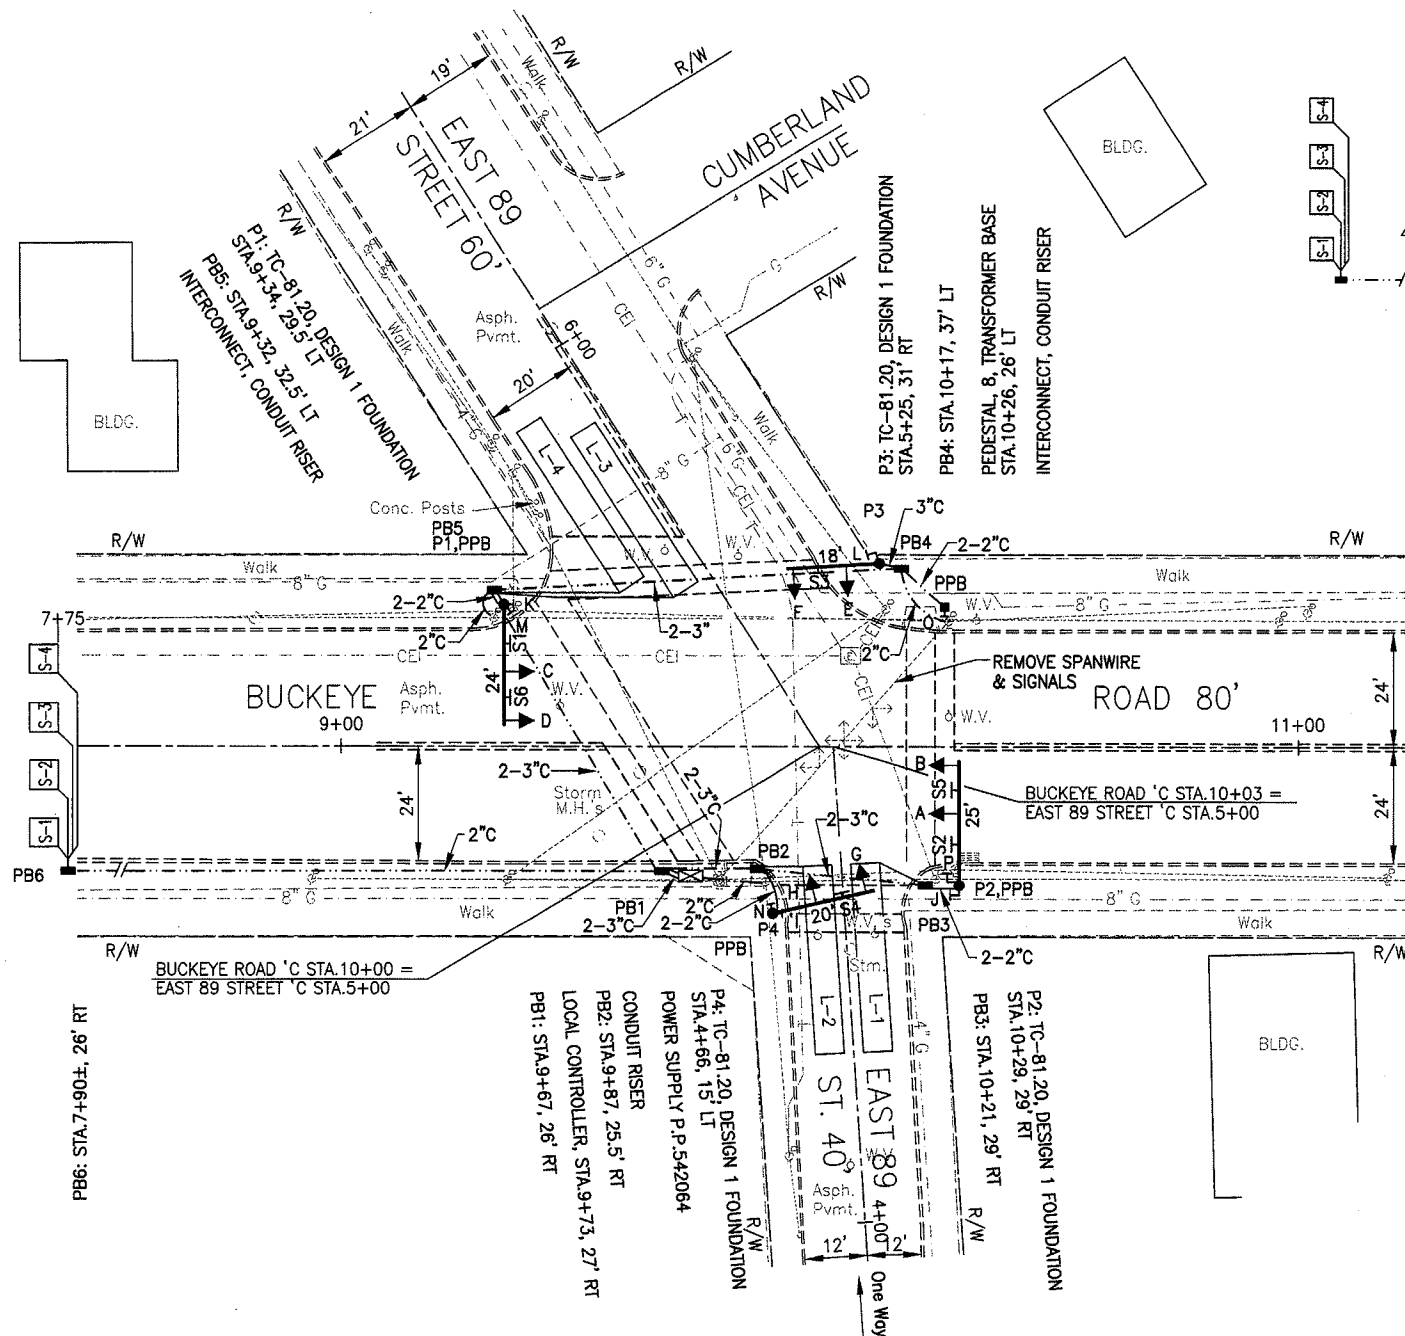 R/W
R/W
19'
21'
Walk
EAST 89
STREET 60'
CUMBERLAND
AVENUE
BLDG.
S-4
S-3
S-2
S-1
R/W
R/W
P1: TC-81.20, DESIGN 1 FOUNDATION
STA.9+34, 29.5' LT
PB5: STA.9+32, 32.5' LT
INTERCONNECT, CONDUIT RISER
Walk
4-6"
Asph.
Pvmt.
6+00
20'
6" G
CEI
G
6" G
CEI
8" G
Walk
L-4
L-3
P3: TC-81.20, DESIGN 1 FOUNDATION
STA.5+25, 31' RT
PB4: STA.10+17, 37' LT
PEDESTAL, 8, TRANSFORMER BASE
STA.10+26, 26' LT
INTERCONNECT, CONDUIT RISER
BLDG.
Conc. Posts
R/W
PB5
P1,PPB
W.V.
W.V.
18'
L
P3
3"C
PB4
2-2"C
PPB
R/W
Walk
8" G
Walk
W.V.
8" G
S3
F
E
CEI
O
2-2"C
2"C
K
M
2-3"
2"C
7+75
S-4
S-3
S-2
S-1
CEI
CEI
CEI
S1
24'
S6
C
D
W.V.
REMOVE SPANWIRE
& SIGNALS
BUCKEYE
Asph.
Pvmt.
9+00
ROAD 80'
24'
11+00
W.V.
24'
2-3"C
Storm
M.H.'s
2-3"C
2-3"C
B
S5
A
25'
S2
P
BUCKEYE ROAD 'C STA.10+03 =
EAST 89 STREET 'C STA.5+00
24'
2"C
PB6
PB2
G
H
P2,PPB
J
8" G
Walk
PB1
2-3"C
2"C
2-2"C
N
P4
20'
S4
W.V.'s
PB3
8" G
Walk
R/W
PPB
Stm.
2-2"C
R/W
BUCKEYE ROAD 'C STA.10+00 =
EAST 89 STREET 'C STA.5+00
PB6: STA.7+90±, 26' RT
P4: TC-81.20, DESIGN 1 FOUNDATION
STA.4+66, 15' LT
POWER SUPPLY P.P.542064
CONDUIT RISER
PB2: STA.9+87, 25.5' RT
LOCAL CONTROLLER, STA.9+73, 27' RT
PB1: STA.9+67, 26' RT
R/W
L-2
L-1
4" G
EAST 89
ST. 40'
W.V.
Asph.
Pvmt.
4+00
12'
12'
One Way
R/W
P2: TC-81.20, DESIGN 1 FOUNDATION
STA.10+29, 29' RT
PB3: STA.10+21, 29' RT
BLDG.